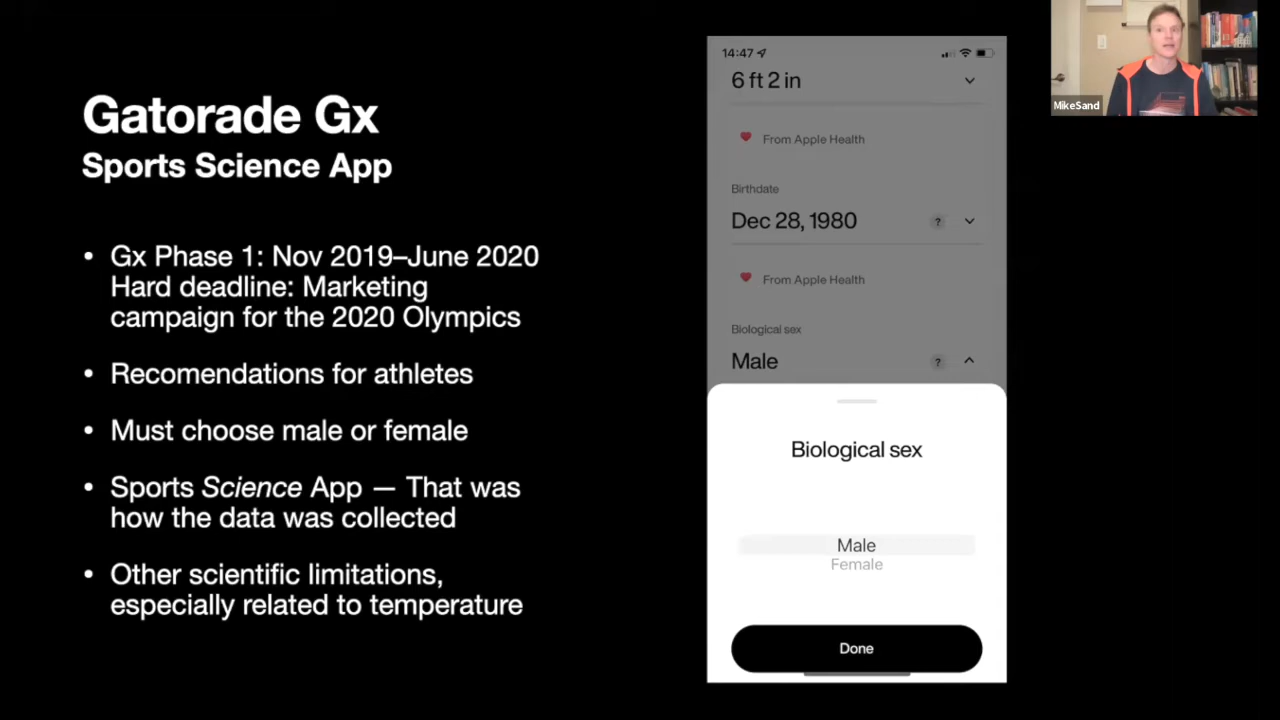 Gatorade Gx
Sports Science App
• Gx Phase 1: Nov 2019–June 2020
Hard deadline: Marketing
campaign for the 2020 Olympics
• Recomendations for athletes
• Must choose male or female
• Sports Science App — That was
how the data was collected
• Other scientific limitations,
especially related to temperature
14:47
6 ft 2 in
From Apple Health
Birthdate
Dec 28, 1980 ?
From Apple Health
Biological sex
Male ?
Biological sex
Male
Female
Done
MikeSand